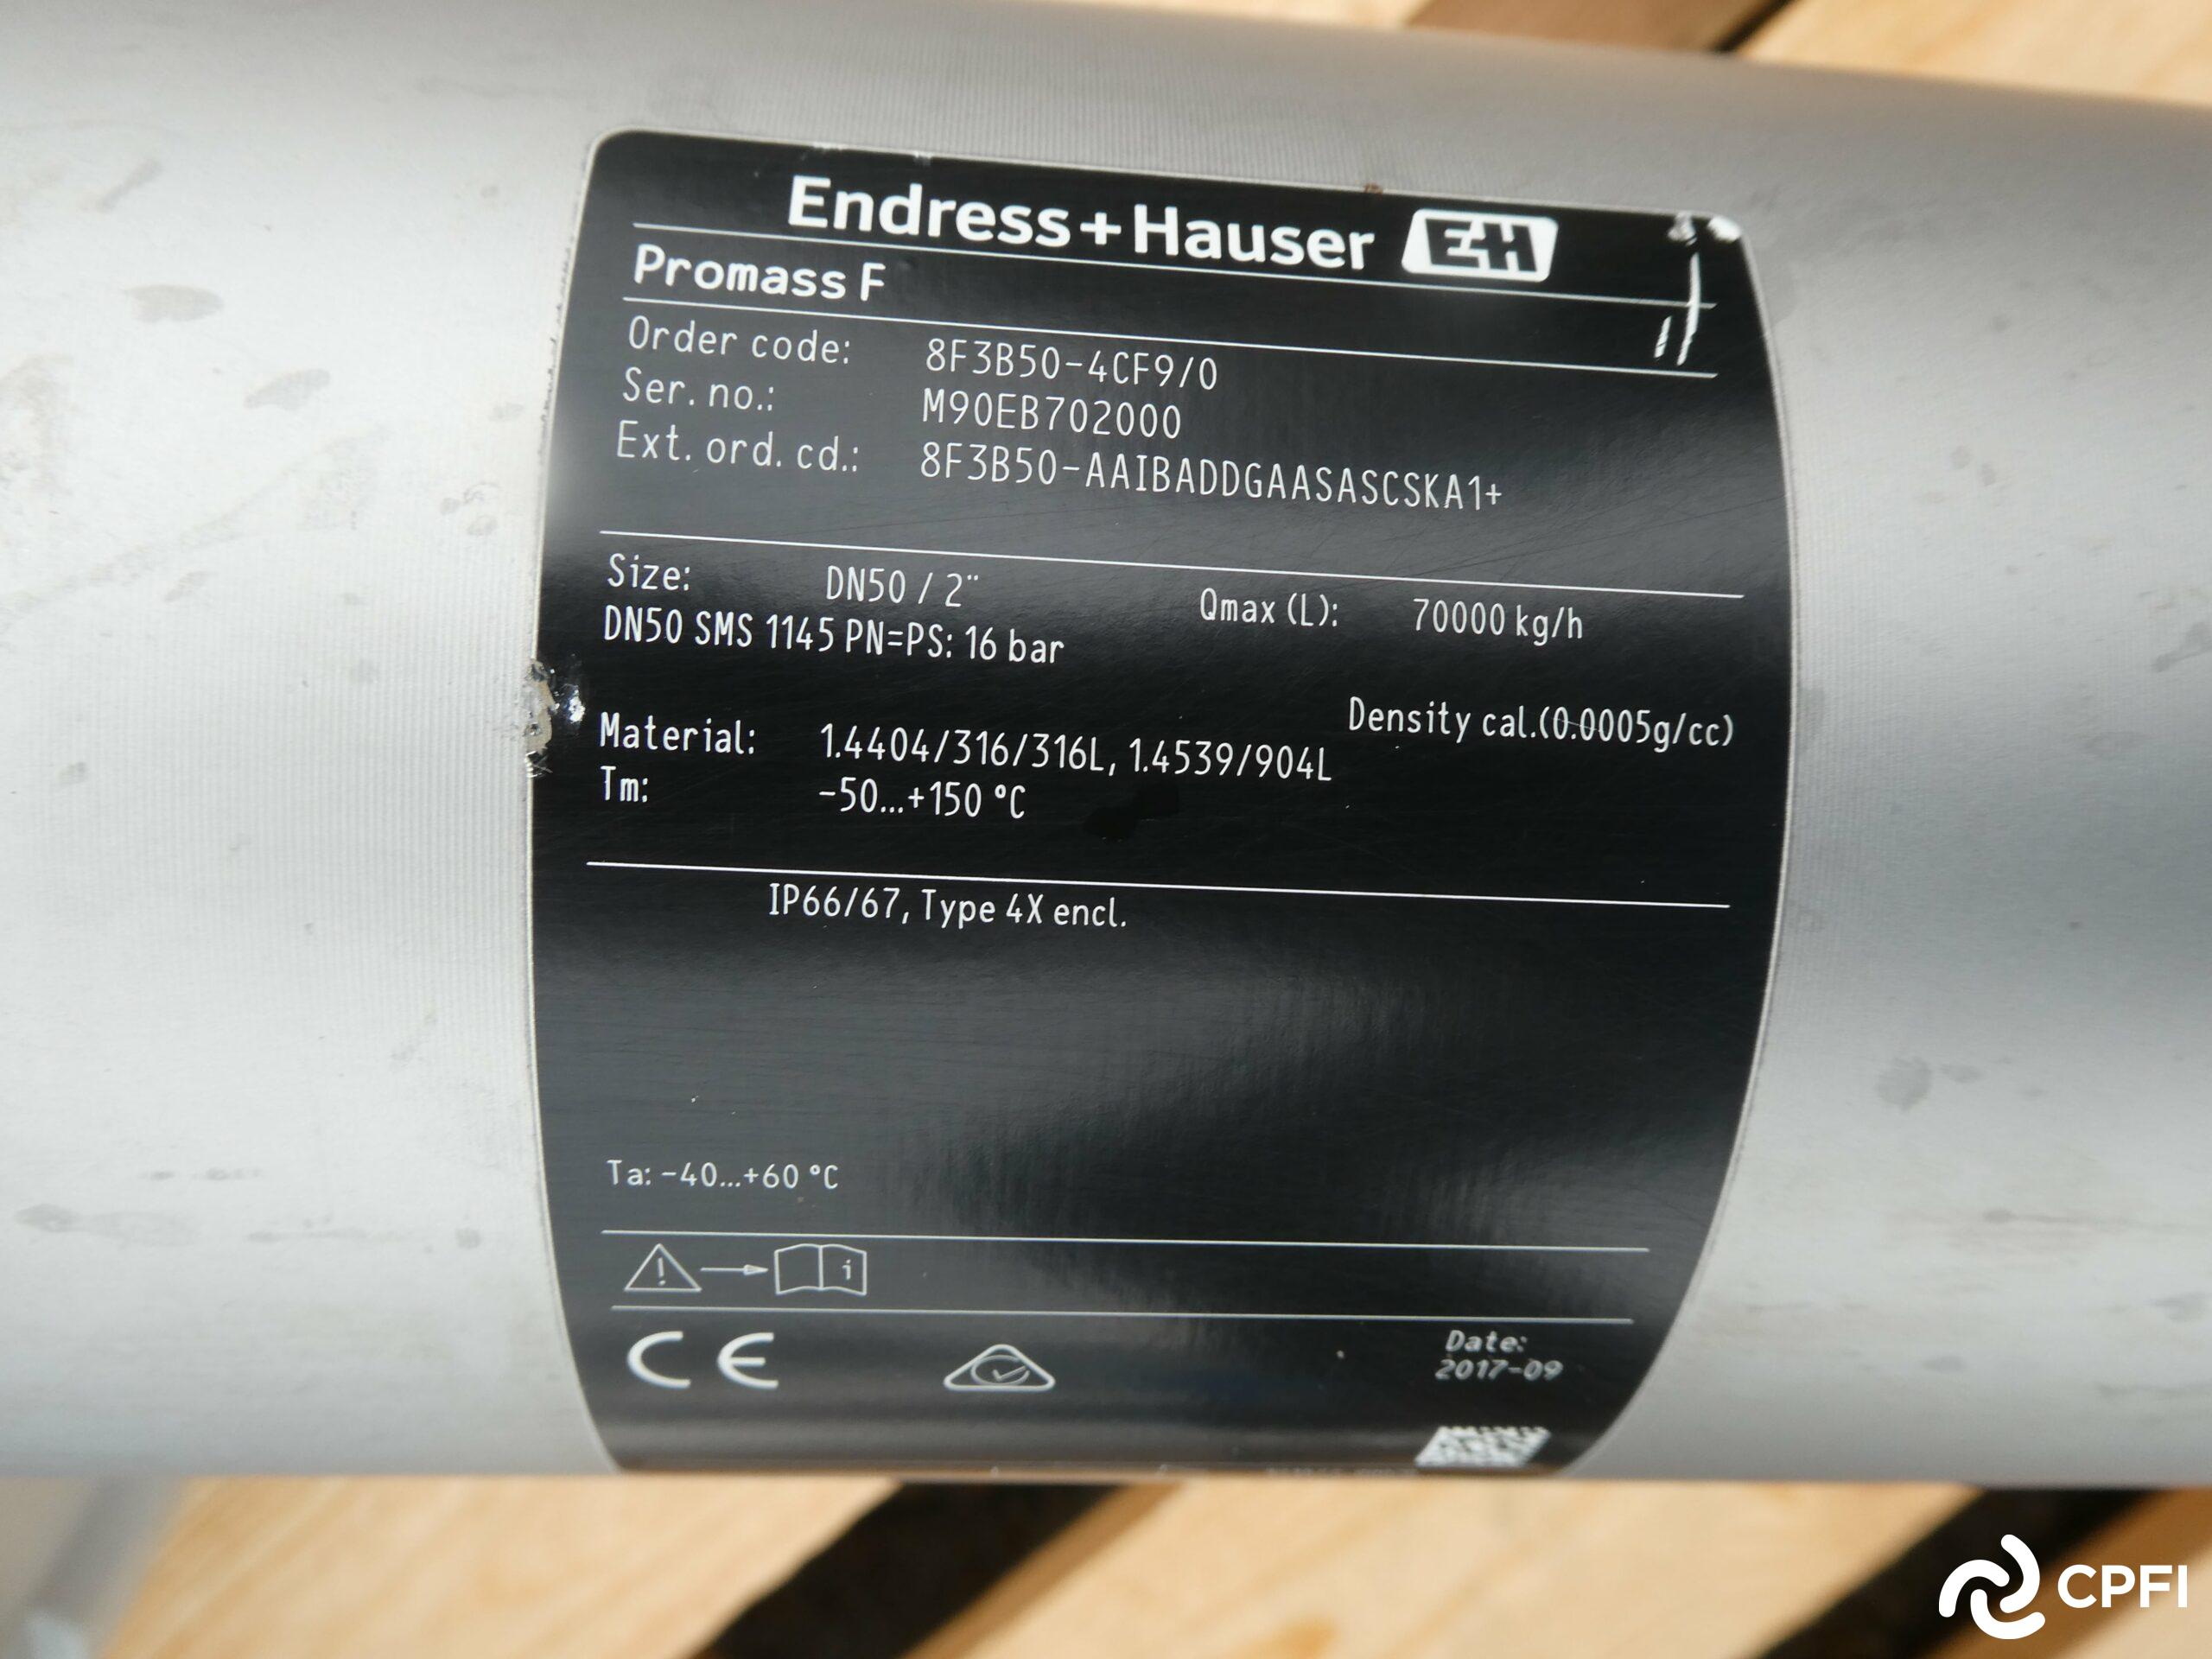 Endress+Hauser EH
Promass F
Order code: 8F3B50-4CF9/0
Ser. no.: M90EB702000
Ext. ord. cd.: 8F3B50-AAIBADDGAASASCSKA1+
Size: DN50 / 2" Qmax (L): 70000 kg/h
DN50 SMS 1145 PN=PS: 16 bar
Density cal.(0.0005g/cc)
Material: 1.4404/316/316L, 1.4539/904L
Tm: -50...+150 °C
IP66/67, Type 4X encl.
Ta: -40...+60 °C
i
CE
Date:
2017-09
CPFI